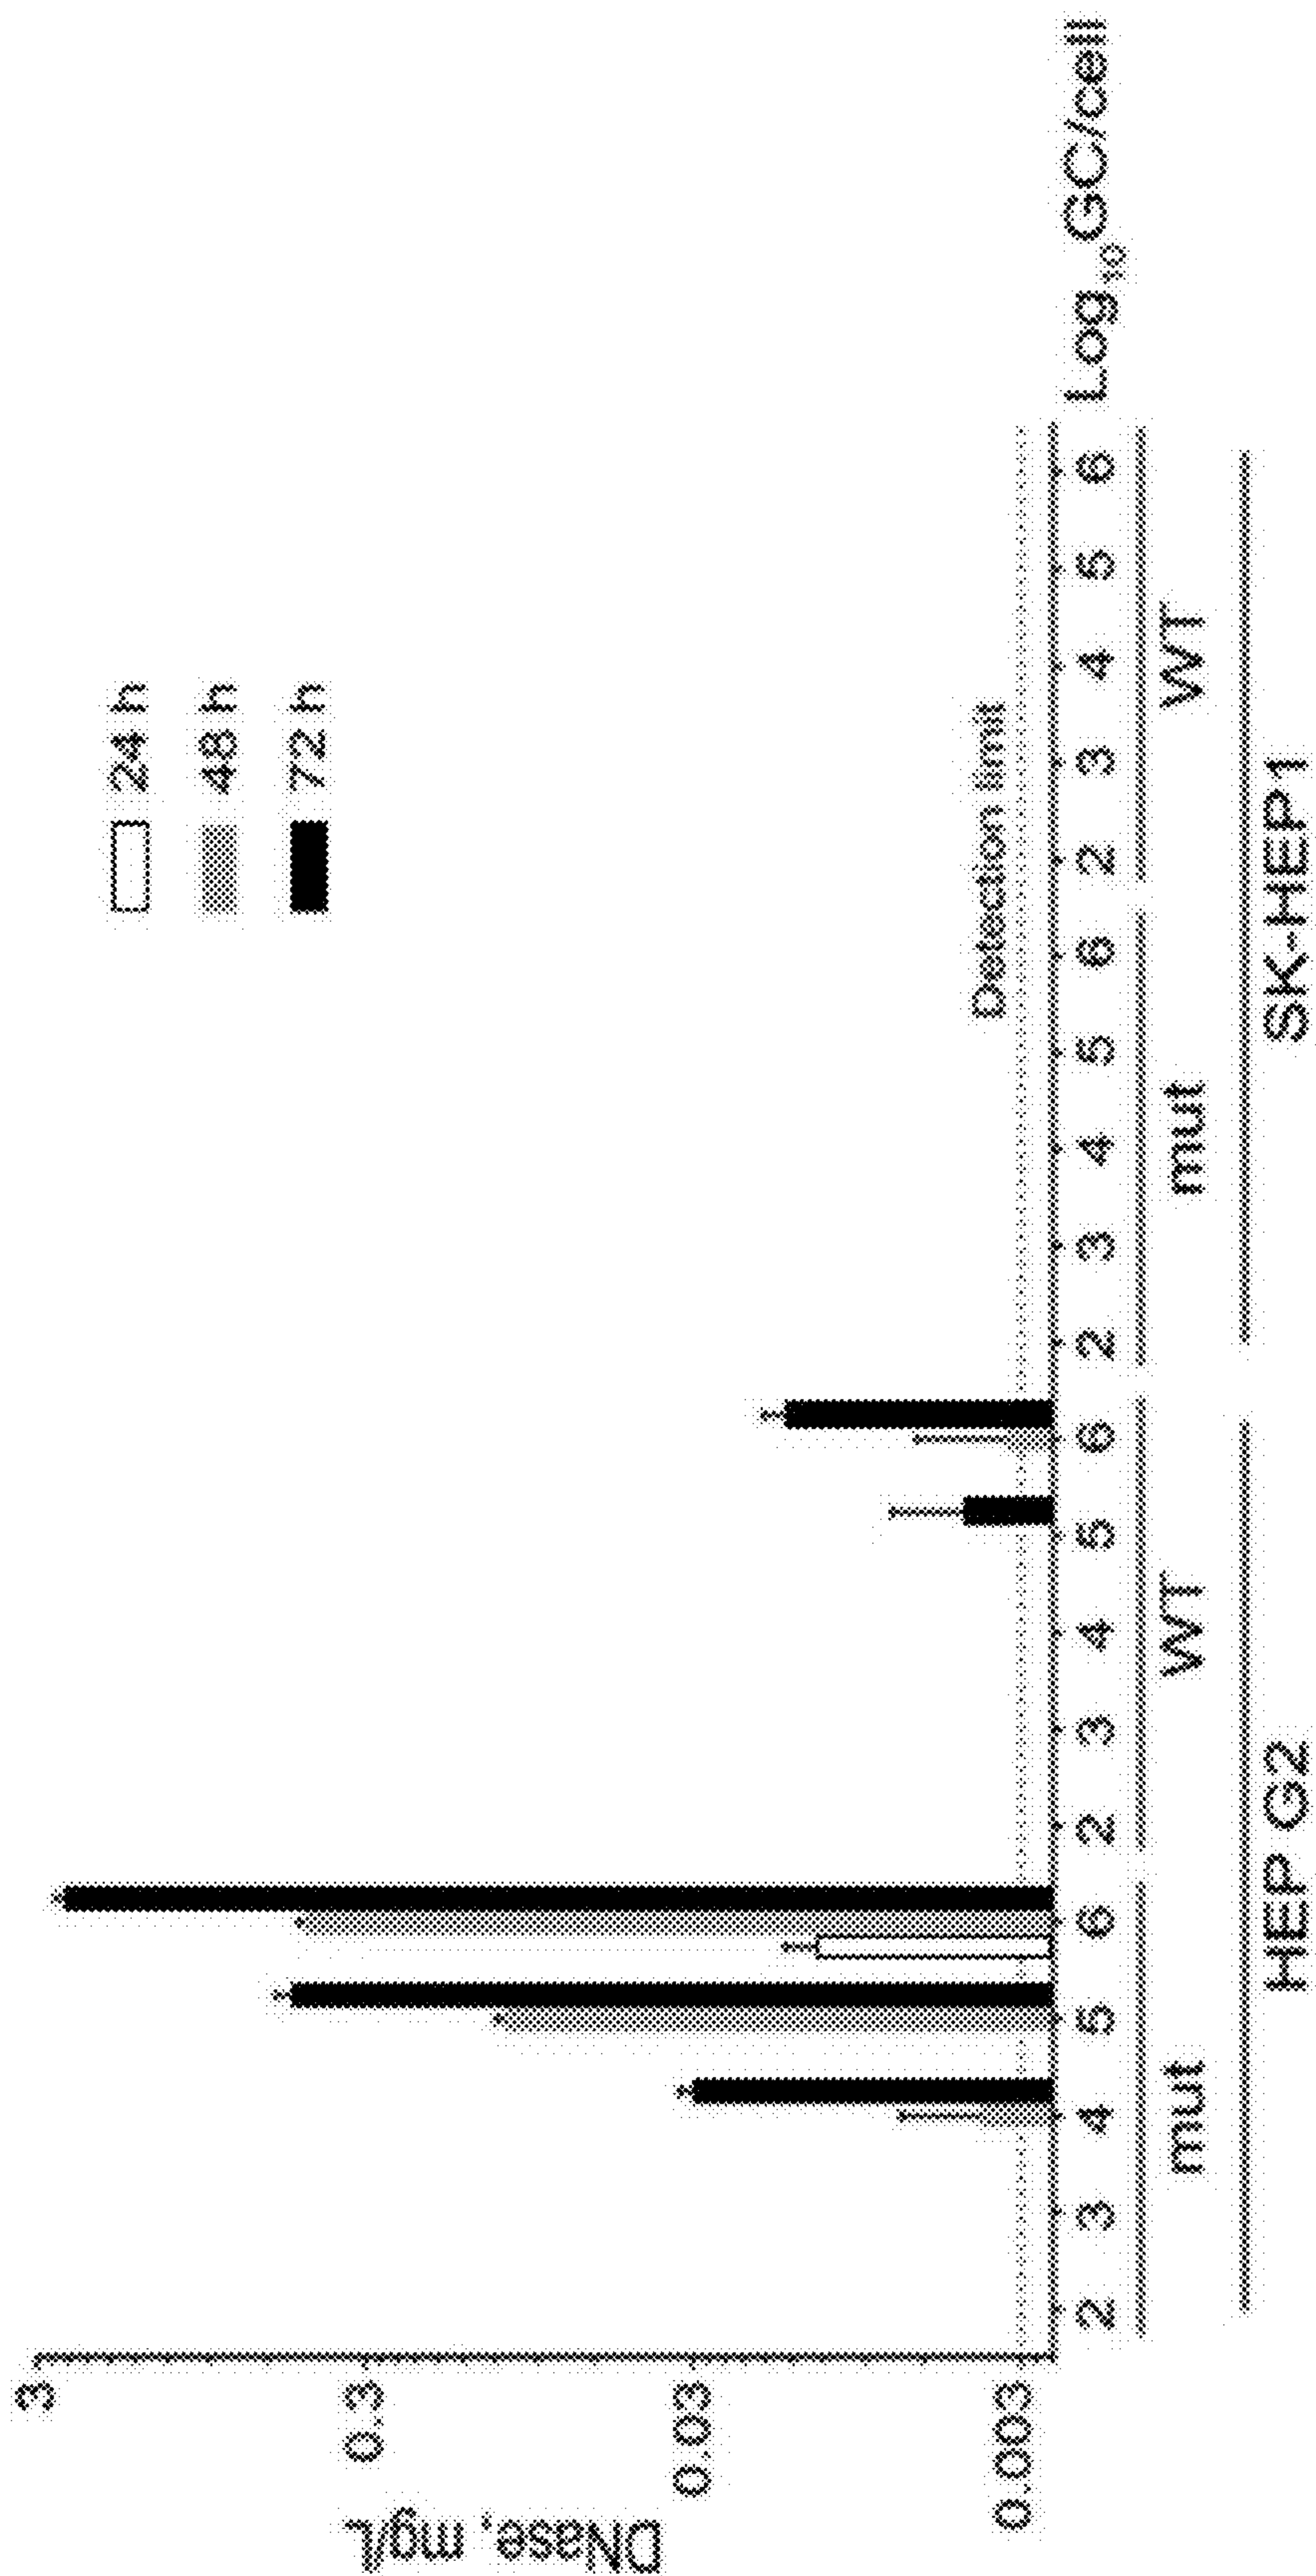 DNase, mg/L
3
0.3
0.03
0.003
24 h
48 h
72 h
Detection limit
2 3 4 5 6 2 3 4 5 6 2 3 4 5 6 2 3 4 5 6 Log₁₀ GC/cell
mut WT mut WT
HEP G2 SK-HEP1